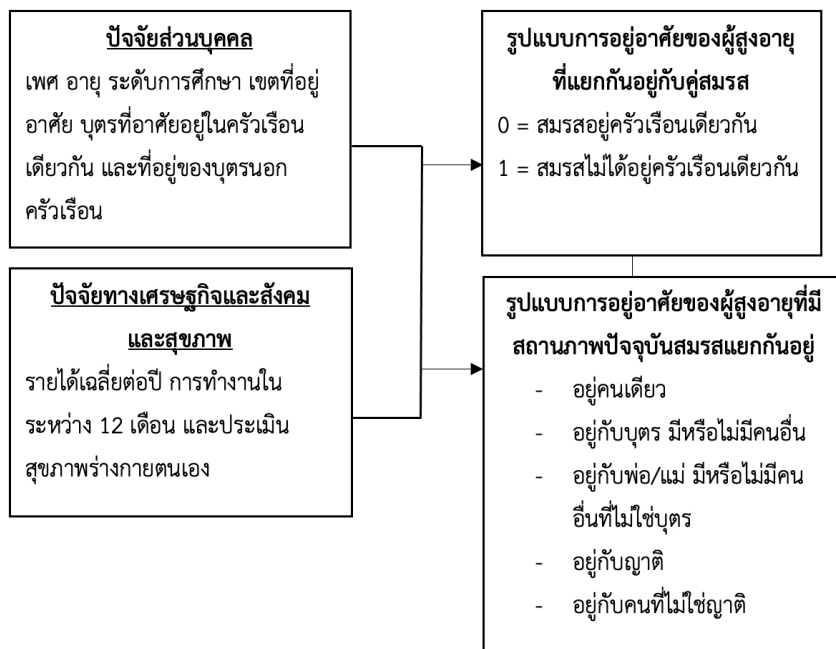 ปัจจัยส่วนบุคคล
เพศ อายุ ระดับการศึกษา เขตที่อยู่
อาศัย บุตรที่อาศัยอยู่ในครัวเรือน
เดียวกัน และที่อยู่ของบุตรนอก
ครัวเรือน
ปัจจัยทางเศรษฐกิจและสังคม
และสุขภาพ
รายได้เฉลี่ยต่อปี การทำงานใน
ระหว่าง 12 เดือน และประเมิน
สุขภาพร่างกายตนเอง
รูปแบบการอยู่อาศัยของผู้สูงอายุ
ที่แยกกันอยู่กับคู่สมรส
0 = สมรสอยู่ครัวเรือนเดียวกัน
1 = สมรสไม่ได้อยู่ครัวเรือนเดียวกัน
รูปแบบการอยู่อาศัยของผู้สูงอายุที่มี
สถานภาพปัจจุบันสมรสแยกกันอยู่
- อยู่คนเดียว
- อยู่กับบุตร มีหรือไม่มีคนอื่น
- อยู่กับพ่อ/แม่ มีหรือไม่มีคน
อื่นที่ไม่ใช่บุตร
- อยู่กับญาติ
- อยู่กับคนที่ไม่ใช่ญาติ